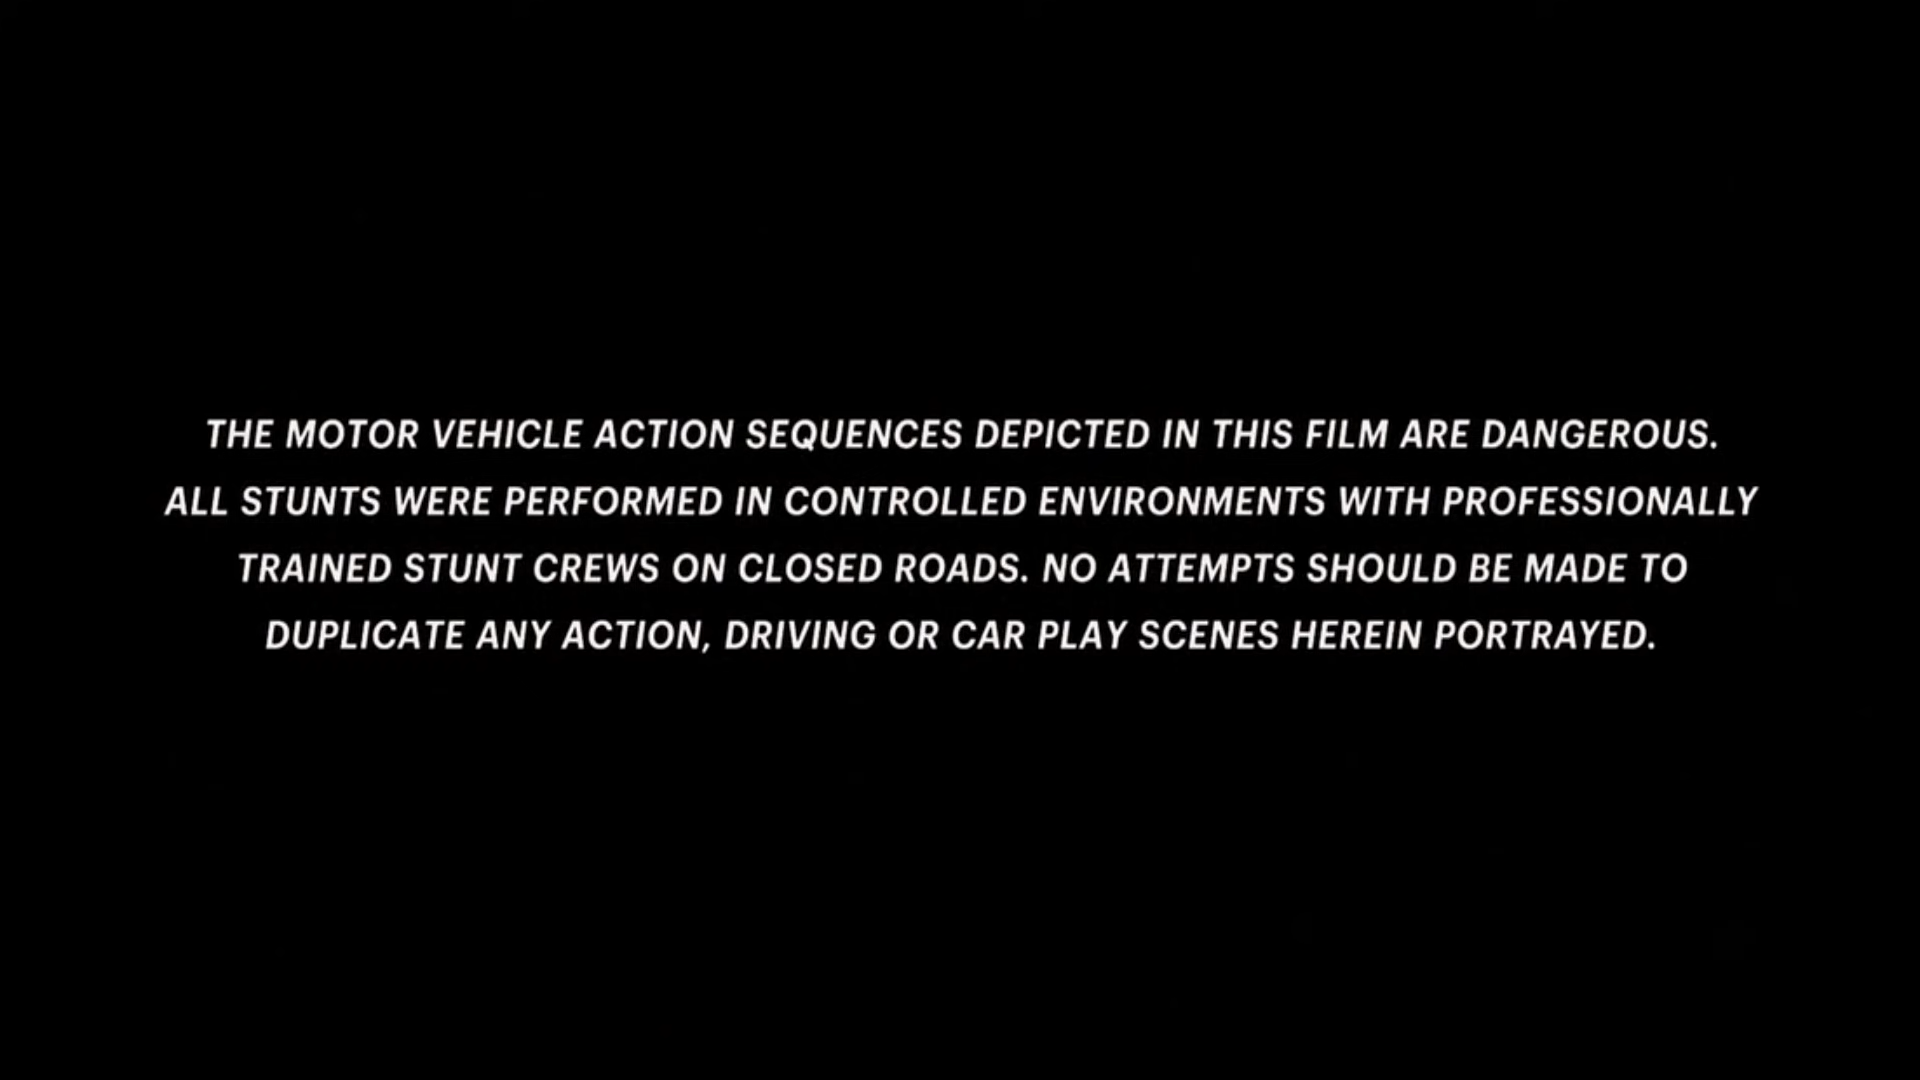 THE MOTOR VEHICLE ACTION SEQUENCES DEPICTED IN THIS FILM ARE DANGEROUS.
ALL STUNTS WERE PERFORMED IN CONTROLLED ENVIRONMENTS WITH PROFESSIONALLY
TRAINED STUNT CREWS ON CLOSED ROADS. NO ATTEMPTS SHOULD BE MADE TO
DUPLICATE ANY ACTION, DRIVING OR CAR PLAY SCENES HEREIN PORTRAYED.